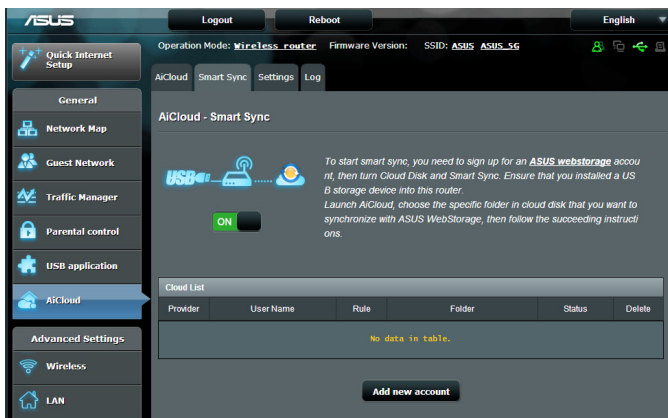 ASUS
Logout
Reboot
English
Quick Internet
Setup
Operation Mode: Wireless router Firmware Version: SSID: ASUS ASUS_5G
AiCloud Smart Sync Settings Log
General
Network Map
Guest Network
Traffic Manager
Parental control
USB application
AiCloud
Advanced Settings
Wireless
LAN
AiCloud - Smart Sync
USB
ON
To start smart sync, you need to sign up for an ASUS webstorage accou
nt, then turn Cloud Disk and Smart Sync. Ensure that you installed a US
B storage device into this router.
Launch AiCloud, choose the specific folder in cloud disk that you want to
synchronize with ASUS WebStorage, then follow the succeeding instructi
ons.
Cloud List
Provider User Name Rule Folder Status Delete
No data in table.
Add new account